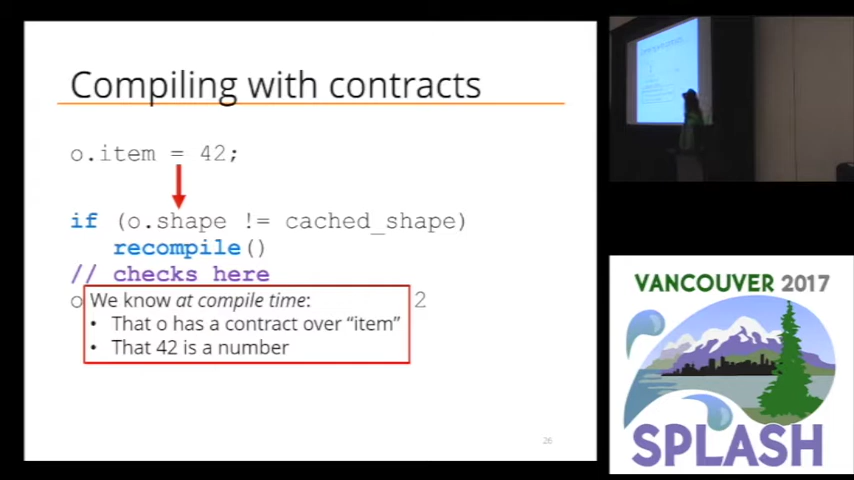 Compiling with contracts
o.item = 42;
if (o.shape != cached_shape)
recompile()
// checks here
o 2
We know at compile time:
• That o has a contract over “item”
• That 42 is a number
26
VANCOUVER 2017
SPLASH